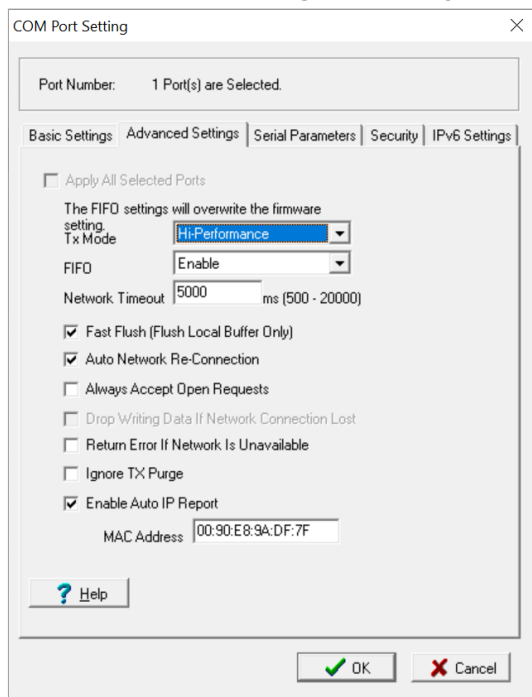 COM Port Setting
Port Number: 1 Port(s) are Selected.
Basic Settings Advanced Settings Serial Parameters Security IPv6 Settings
Apply All Selected Ports
The FIFO settings will overwrite the firmware
setting.
Tx Mode Hi-Performance
FIFO Enable
Network Timeout 5000 ms (500 - 20000)
Fast Flush (Flush Local Buffer Only)
Auto Network Re-Connection
Always Accept Open Requests
Drop Writing Data If Network Connection Lost
Return Error If Network Is Unavailable
Ignore TX Purge
Enable Auto IP Report
MAC Address 00:90:E8:9A:DF:7F
? Help
OK Cancel